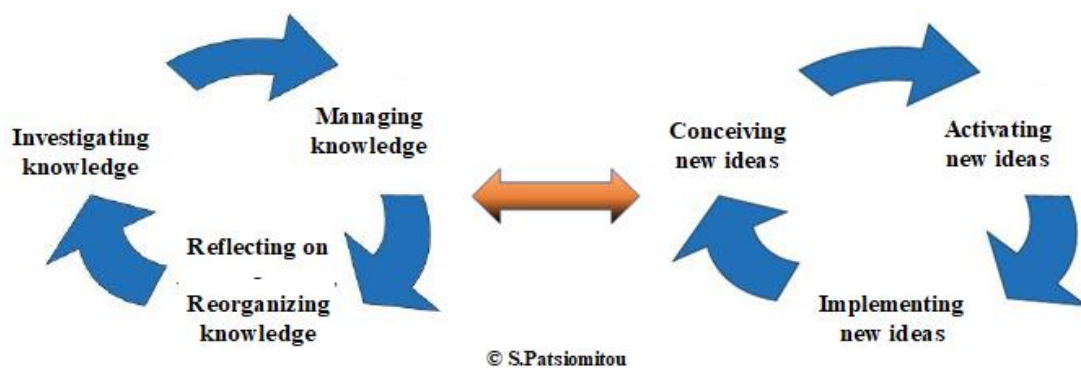 Investigating
knowledge
Managing
knowledge
Reflecting on
-
Reorganizing
knowledge
Conceiving
new ideas
Activating
new ideas
Implementing
new ideas
© S.Patsiomitou